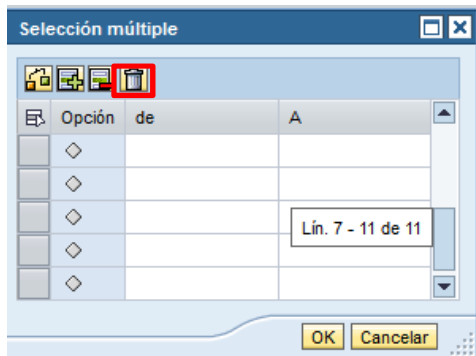 Selección múltiple
Opción de A
Lín. 7 - 11 de 11
OK Cancelar